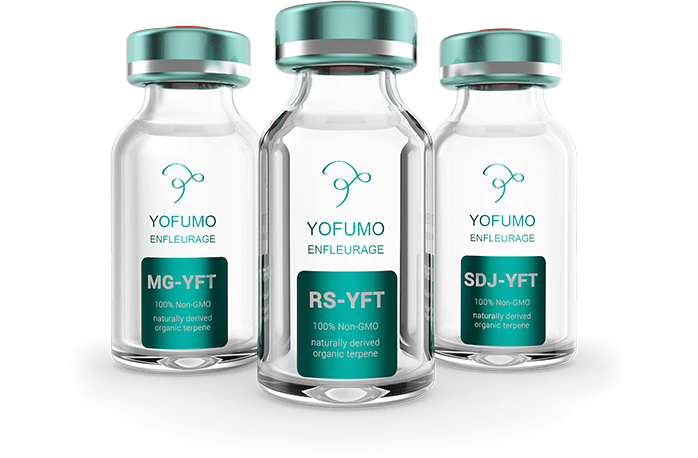 YOFUMO
ENFLEURAGE
MG-YFT
100% Non-GMO
naturally derived
organic terpene
YOFUMO
ENFLEURAGE
RS-YFT
100% Non-GMO
naturally derived
organic terpene
YOFUMO
ENFLEURAGE
SDJ-YFT
100% Non-GMO
naturally derived
organic terpene